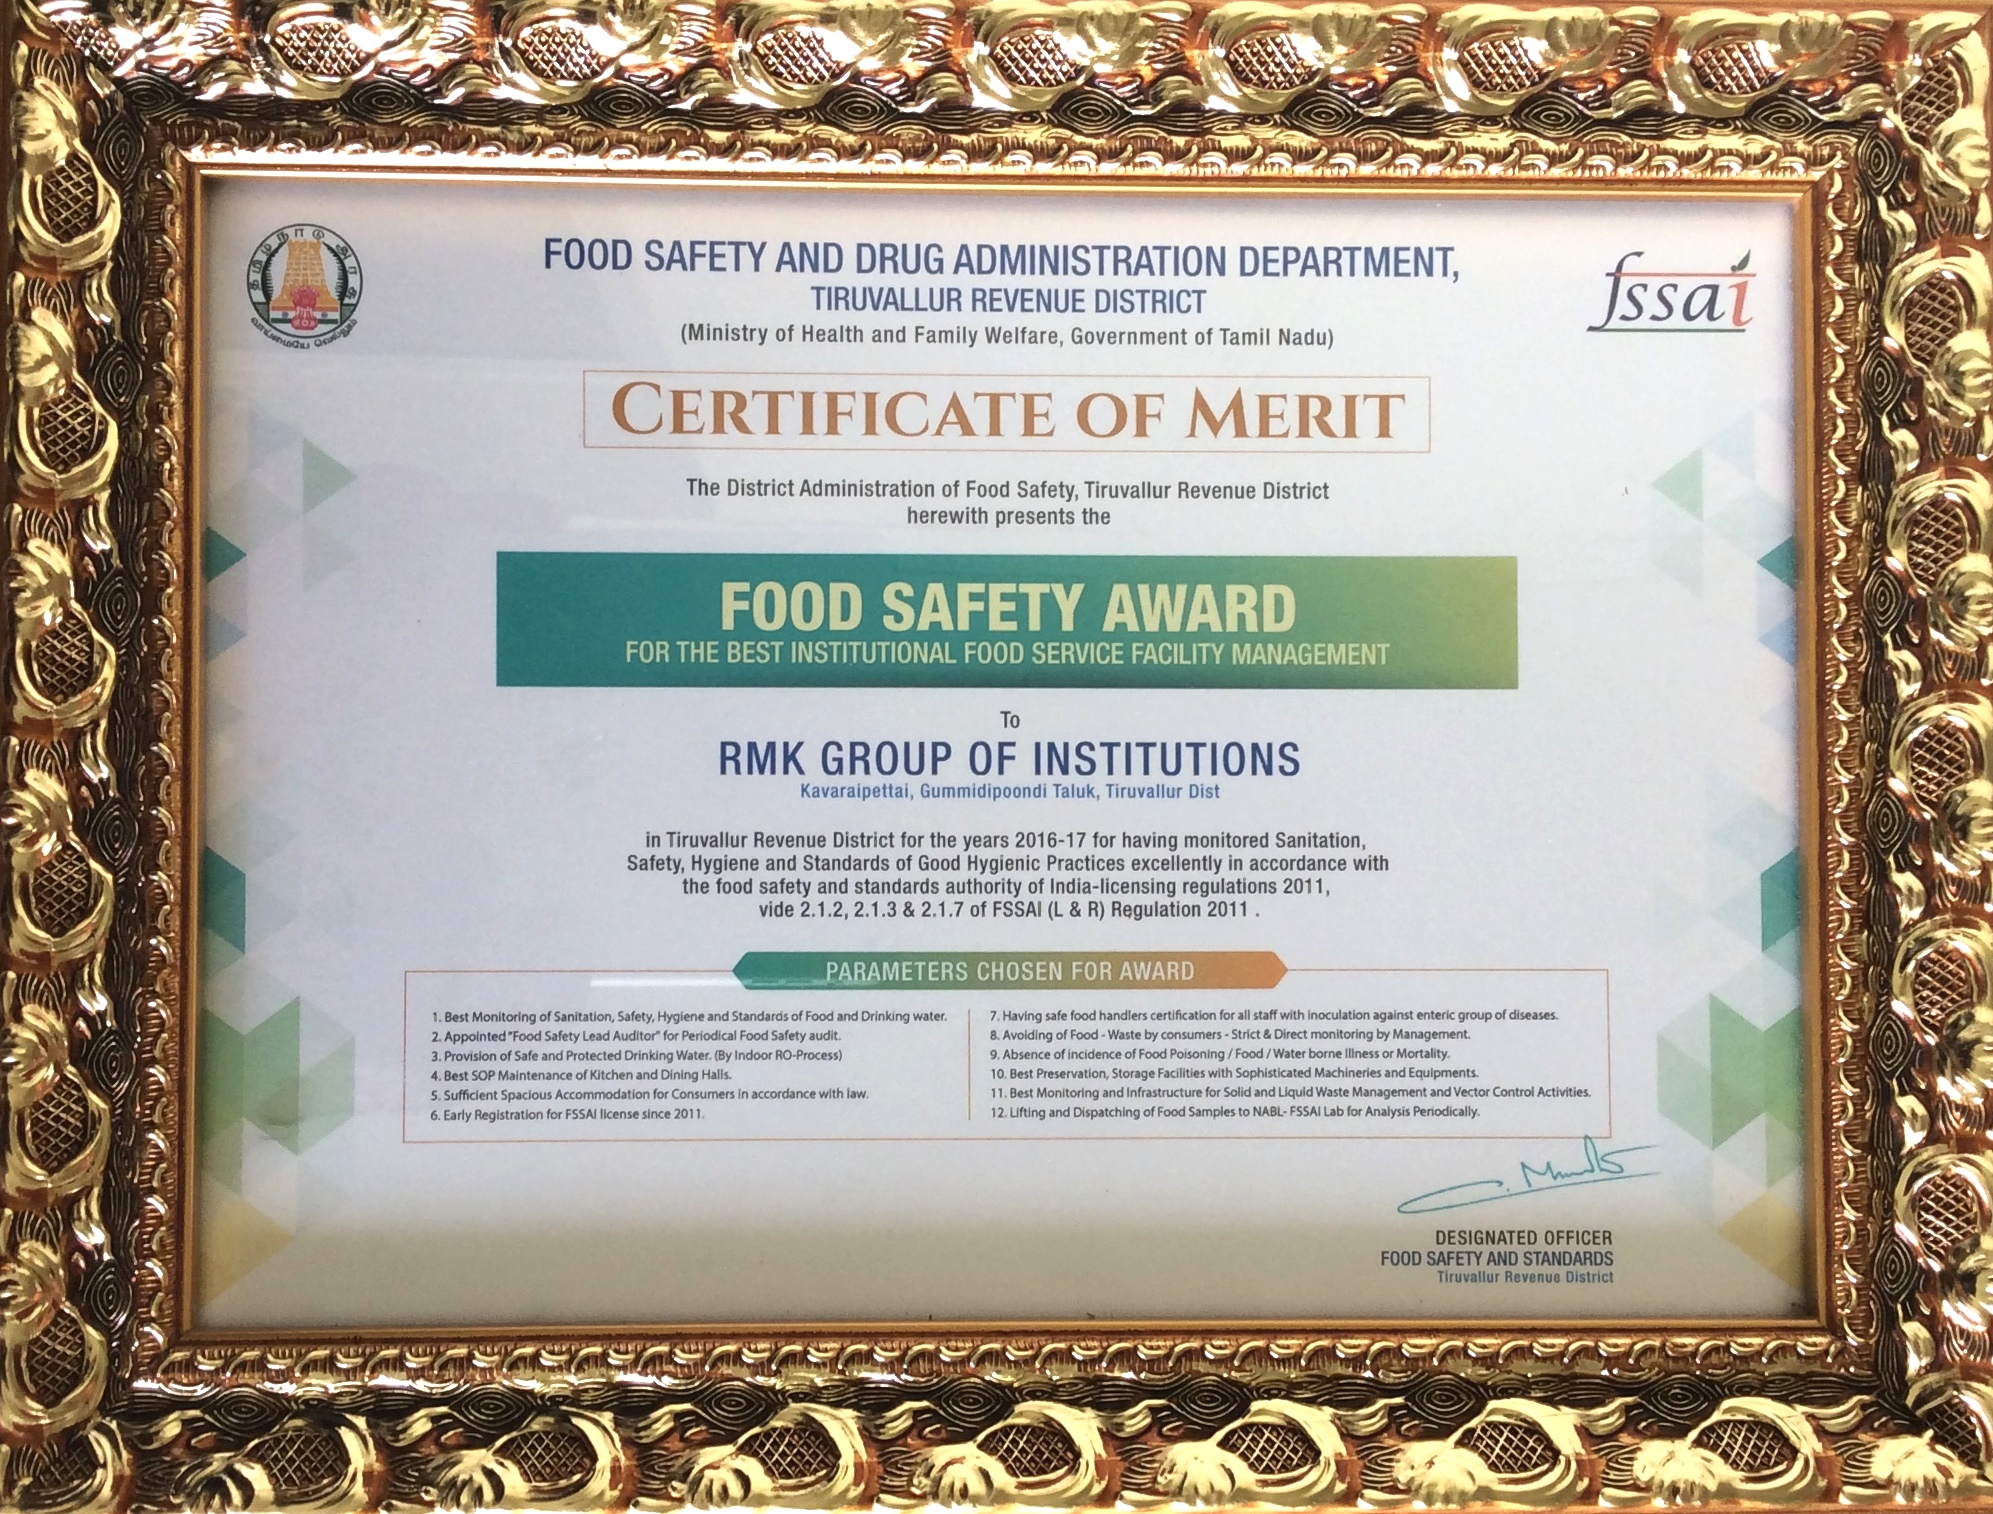 தமிழ்நாடு அரசு
வாய்மையே வெல்லும்
fssai
FOOD SAFETY AND DRUG ADMINISTRATION DEPARTMENT,
TIRUVALLUR REVENUE DISTRICT
(Ministry of Health and Family Welfare, Government of Tamil Nadu)
CERTIFICATE OF MERIT
The District Administration of Food Safety, Tiruvallur Revenue District
herewith presents the
FOOD SAFETY AWARD
FOR THE BEST INSTITUTIONAL FOOD SERVICE FACILITY MANAGEMENT
To
RMK GROUP OF INSTITUTIONS
Kavaraipettai, Gummidipoondi Taluk, Tiruvallur Dist
in Tiruvallur Revenue District for the years 2016-17 for having monitored Sanitation,
Safety, Hygiene and Standards of Good Hygienic Practices excellently in accordance with
the food safety and standards authority of India-licensing regulations 2011,
vide 2.1.2, 2.1.3 & 2.1.7 of FSSAI (L & R) Regulation 2011 .
PARAMETERS CHOSEN FOR AWARD
1. Best Monitoring of Sanitation, Safety, Hygiene and Standards of Food and Drinking water.
2. Appointed "Food Safety Lead Auditor" for Periodical Food Safety audit.
3. Provision of Safe and Protected Drinking Water. (By Indoor RO-Process)
4. Best SOP Maintenance of Kitchen and Dining Halls.
5. Sufficient Spacious Accommodation for Consumers in accordance with law.
6. Early Registration for FSSAI license since 2011.
7. Having safe food handlers certification for all staff with inoculation against enteric group of diseases.
8. Avoiding of Food - Waste by consumers - Strict & Direct monitoring by Management.
9. Absence of incidence of Food Poisoning / Food / Water borne Illness or Mortality.
10. Best Preservation, Storage Facilities with Sophisticated Machineries and Equipments.
11. Best Monitoring and Infrastructure for Solid and Liquid Waste Management and Vector Control Activities.
12. Lifting and Dispatching of Food Samples to NABL- FSSAI Lab for Analysis Periodically.
DESIGNATED OFFICER
FOOD SAFETY AND STANDARDS
Tiruvallur Revenue District